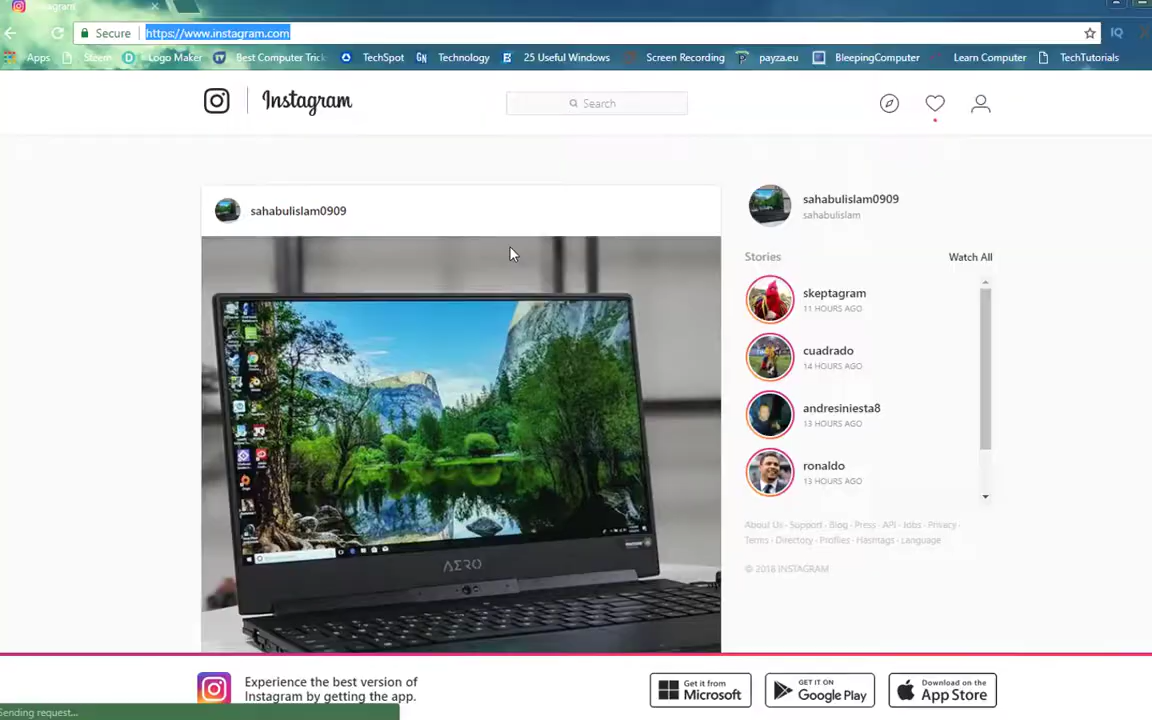 Instagram
Secure https://www.instagram.com
Apps Steem Logo Maker Best Computer Trick TechSpot Technology 25 Useful Windows Screen Recording payza.eu BleepingComputer Learn Computer TechTutorials
Instagram
Search
sahabulislam0909
sahabulislam0909
sahabulislam
Stories Watch All
skeptagram
11 HOURS AGO
cuadrado
14 HOURS AGO
andresiniesta8
13 HOURS AGO
ronaldo
13 HOURS AGO
About Us · Support · Blog · Press · API · Jobs · Privacy ·
Terms · Directory · Profiles · Hashtags · Language
© 2018 INSTAGRAM
AERO
Experience the best version of
Instagram by getting the app.
Get it from
Microsoft
GET IT ON
Google Play
Download on the
App Store
Sending request...